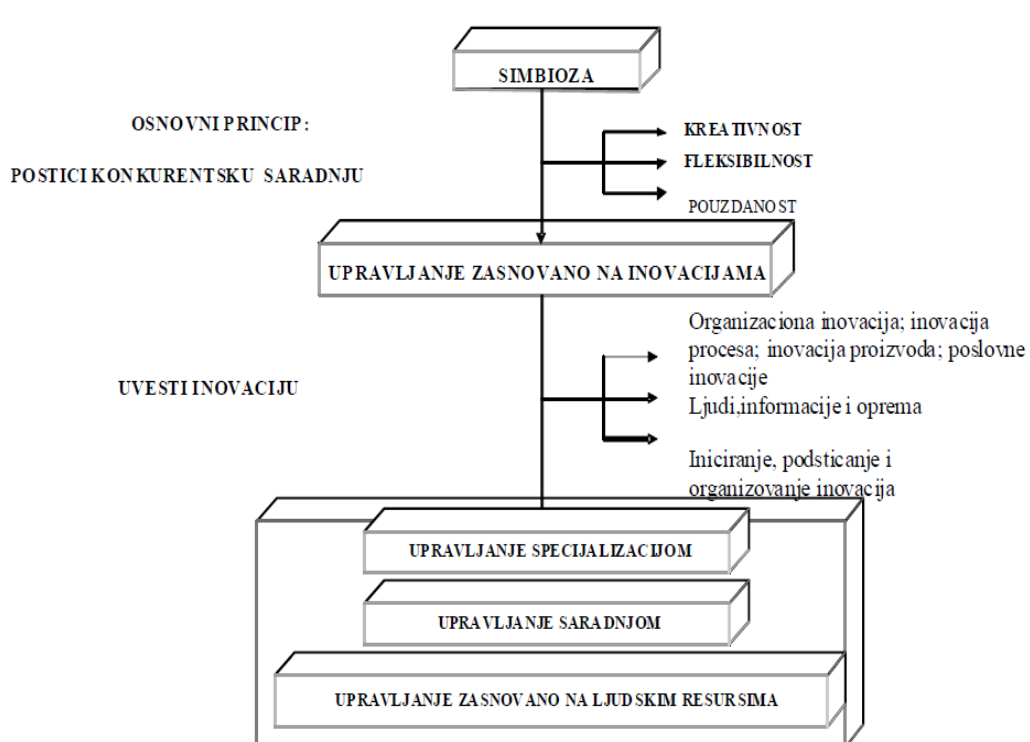 SIMBIOZA
OSNOVNI PRINCIP:
POSTICI KONKURENTSKU SARADNJU
KREATIVNOST
FLEKSIBILNOST
POUZDANOST
UPRAVLJANJE ZASNOVANO NA INOVACIJAMA
UVESTI INOVACIJU
Organizaciona inovacija; inovacija
procesa; inovacija proizvoda; poslovne
inovacije
Ljudi,informacije i oprema
Iniciranje, podsticanje i
organizovanje inovacija
UPRAVLJANJE SPECIJALIZACIJOM
UPRAVLJANJE SARADNJOM
UPRAVLJANJE ZASNOVANO NA LJUDSKIM RESURSIMA